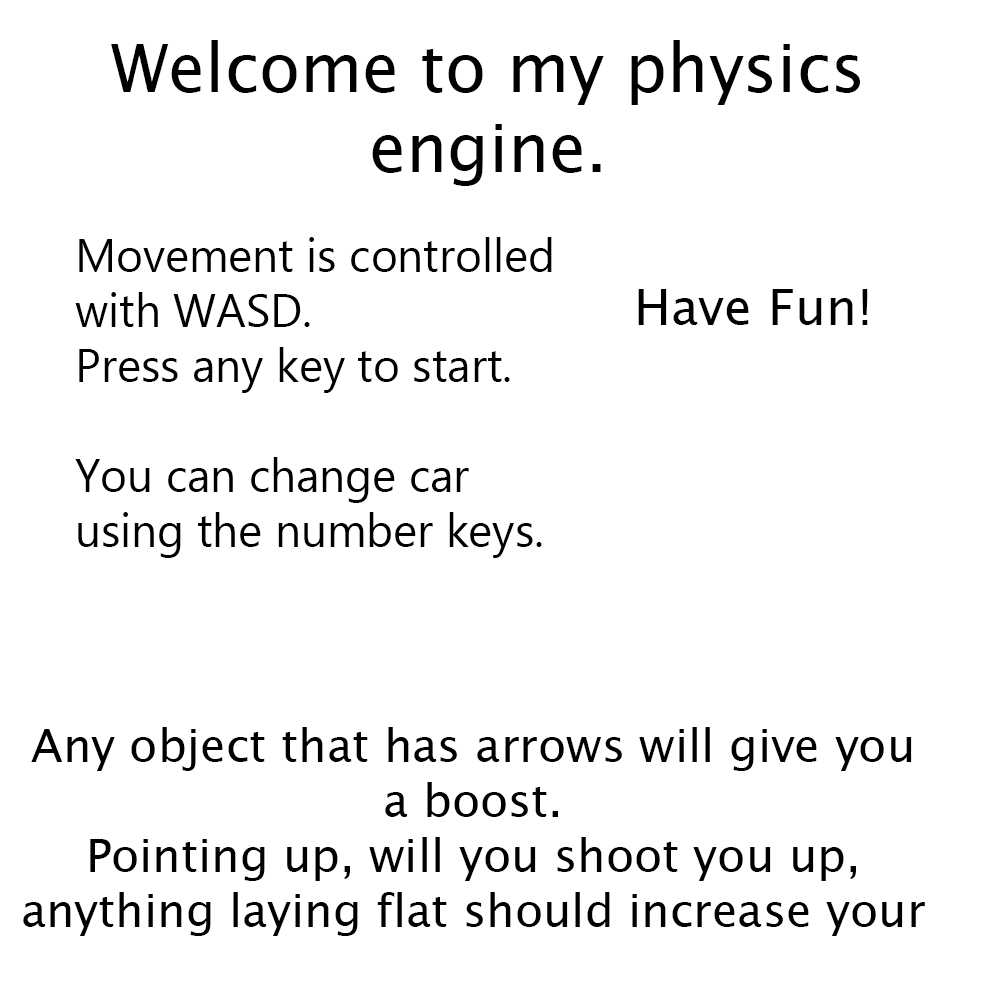 Welcome to my physics
engine.
Movement is controlled
with WASD.
Press any key to start.
Have Fun!
You can change car
using the number keys.
Any object that has arrows will give you
a boost.
Pointing up, will you shoot you up,
anything laying flat should increase your